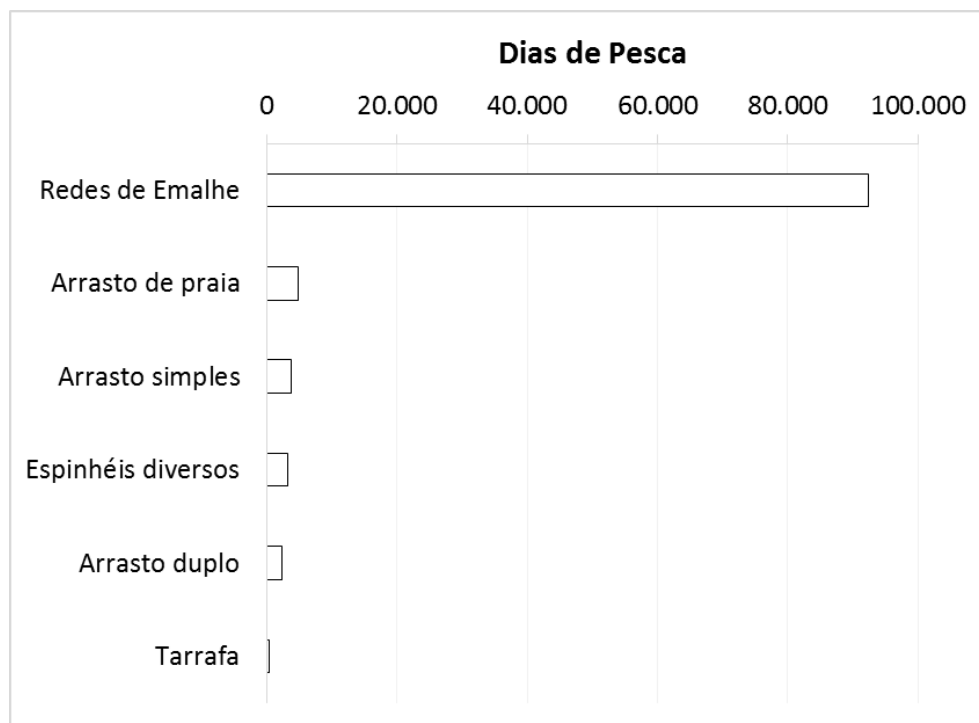 Dias de Pesca
0 20.000 40.000 60.000 80.000 100.000
Redes de Emalhe
Arrasto de praia
Arrasto simples
Espinhéis diversos
Arrasto duplo
Tarrafa